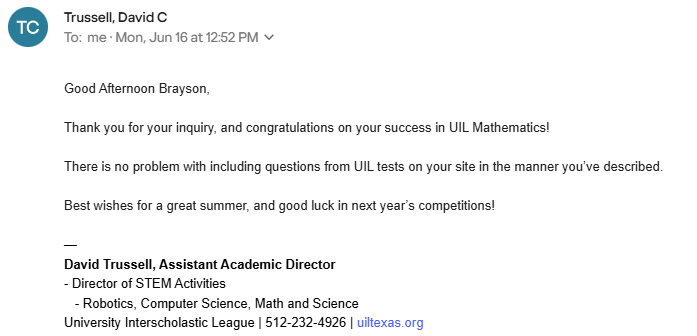 TC
Trussell, David C
To: me · Mon, Jun 16 at 12:52 PM
Good Afternoon Brayson,
Thank you for your inquiry, and congratulations on your success in UIL Mathematics!
There is no problem with including questions from UIL tests on your site in the manner you’ve described.
Best wishes for a great summer, and good luck in next year’s competitions!
—
David Trussell, Assistant Academic Director
- Director of STEM Activities
- Robotics, Computer Science, Math and Science
University Interscholastic League | 512-232-4926 | uiltexas.org